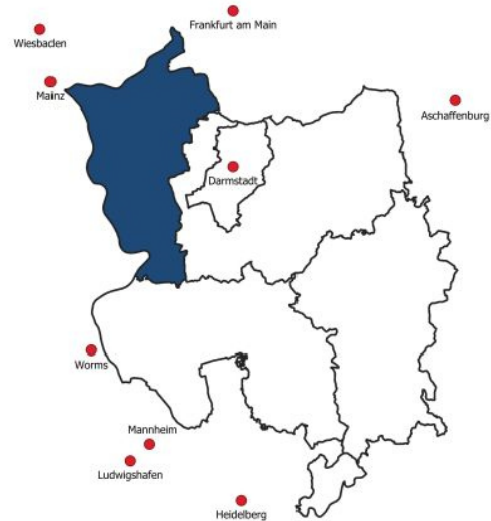 Frankfurt am Main
Wiesbaden
Mainz
Aschaffenburg
Darmstadt
Worms
Mannheim
Ludwigshafen
Heidelberg